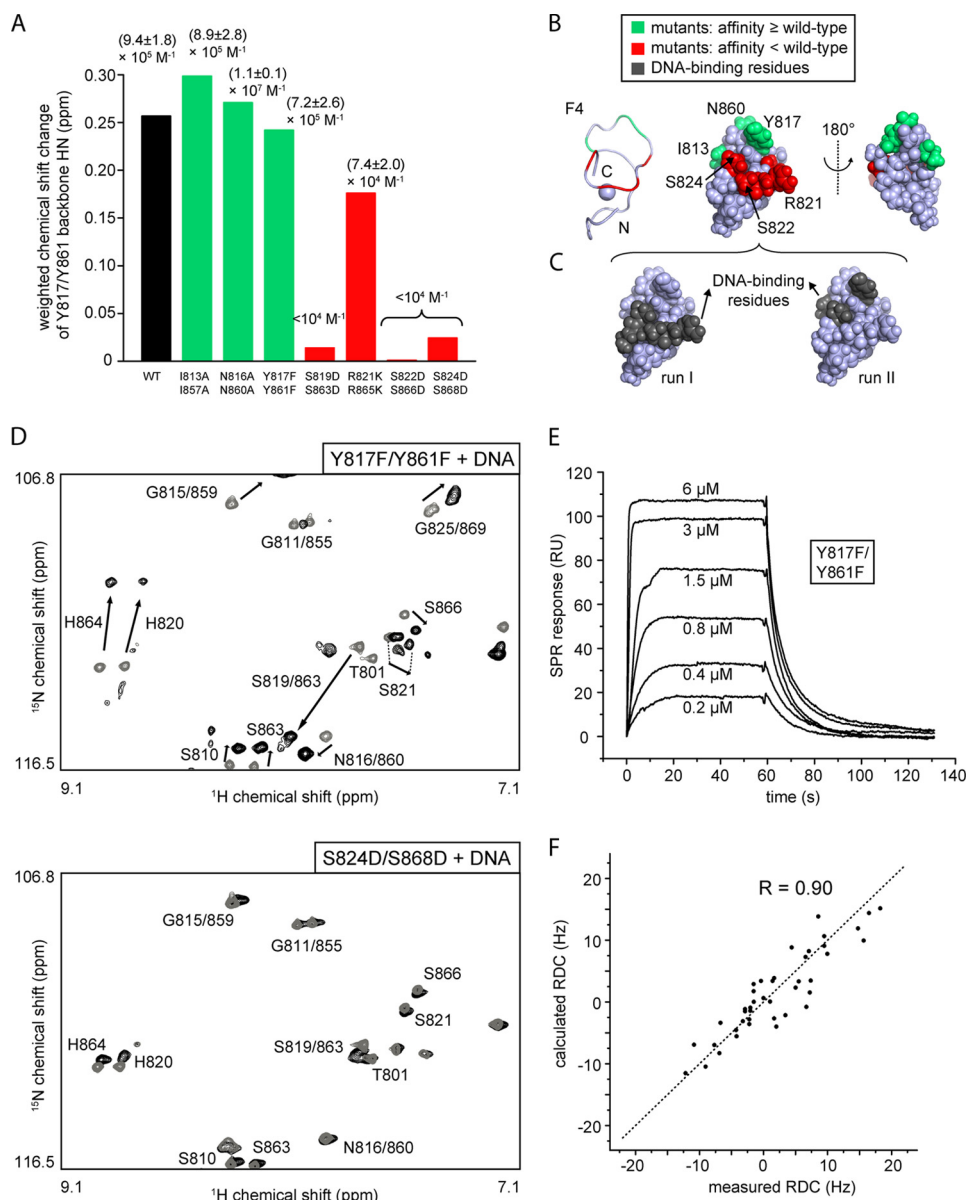 A
(9.4±1.8)
× 10⁵ M⁻¹
(8.9±2.8)
× 10⁵ M⁻¹
(1.1±0.1)
× 10⁷ M⁻¹
(7.2±2.6)
× 10⁵ M⁻¹
(7.4±2.0)
× 10⁴ M⁻¹
<10⁴ M⁻¹
<10⁴ M⁻¹
weighted chemical shift change
of Y817/Y861 backbone HN (ppm)
0.30
0.25
0.20
0.15
0.10
0.05
0
WT
I813A
I857A
N816A
N860A
Y817F
Y861F
S819D
S863D
R821K
R865K
S822D
S866D
S824D
S868D
B
mutants: affinity ≥ wild-type
mutants: affinity < wild-type
DNA-binding residues
F4
C
N
N860
Y817
I813
S824
R821
S822
180°
C
DNA-binding
residues
run I
run II
D
Y817F/Y861F + DNA
106.8
116.5
¹⁵N chemical shift (ppm)
G815/859
G825/869
G811/855
H864
H820
S866
T801
S821
S819/863
S863
S810
N816/860
9.1
7.1
¹H chemical shift (ppm)
S824D/S868D + DNA
106.8
116.5
¹⁵N chemical shift (ppm)
G815/859
G811/855
S866
S821
S819/863
H864
H820
T801
S810
S863
N816/860
9.1
7.1
¹H chemical shift (ppm)
E
SPR response (RU)
120
100
80
60
40
20
0
6 µM
3 µM
1.5 µM
0.8 µM
0.4 µM
0.2 µM
Y817F/
Y861F
0 20 40 60 80 100 120 140
time (s)
F
R = 0.90
calculated RDC (Hz)
20
10
0
-10
-20
-20 -10 0 10 20
measured RDC (Hz)